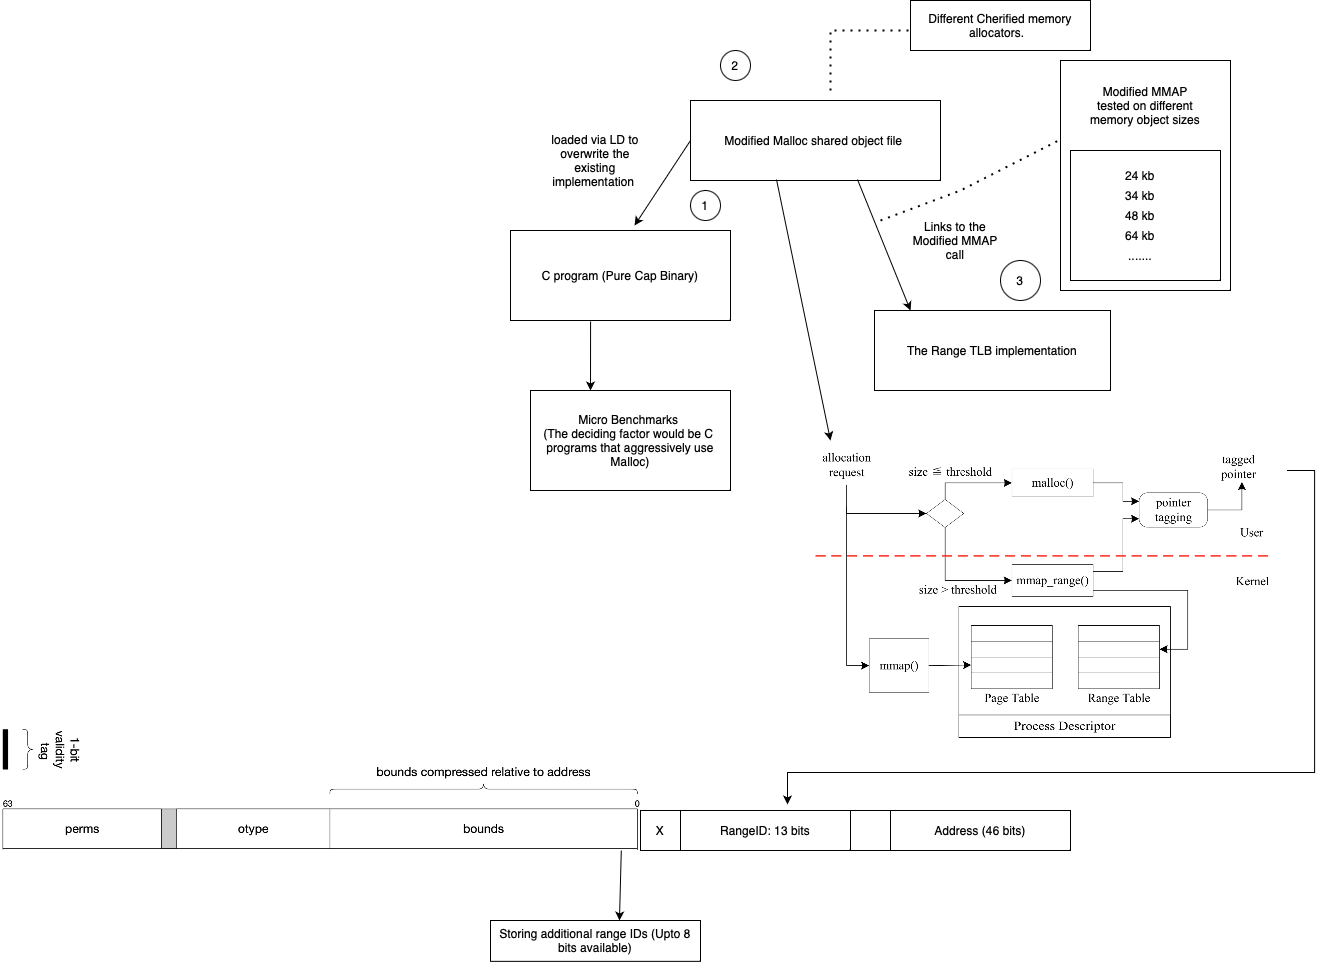 Different Cherified memory
allocators.
2
Modified MMAP
tested on different
memory object sizes
24 kb
34 kb
48 kb
64 kb
.......
loaded via LD to
overwrite the
existing
implementation
Modified Malloc shared object file
1
Links to the
Modified MMAP
call
3
C program (Pure Cap Binary)
The Range TLB implementation
Micro Benchmarks
(The deciding factor would be C
programs that aggressively use
Malloc)
allocation
request
size ≦ threshold
malloc()
tagged
pointer
pointer
tagging
User
Kernel
size > threshold
mmap_range()
mmap()
Page Table
Range Table
Process Descriptor
1-bit
validity
tag
bounds compressed relative to address
63
0
perms
otype
bounds
X
RangeID: 13 bits
Address (46 bits)
Storing additional range IDs (Upto 8
bits available)